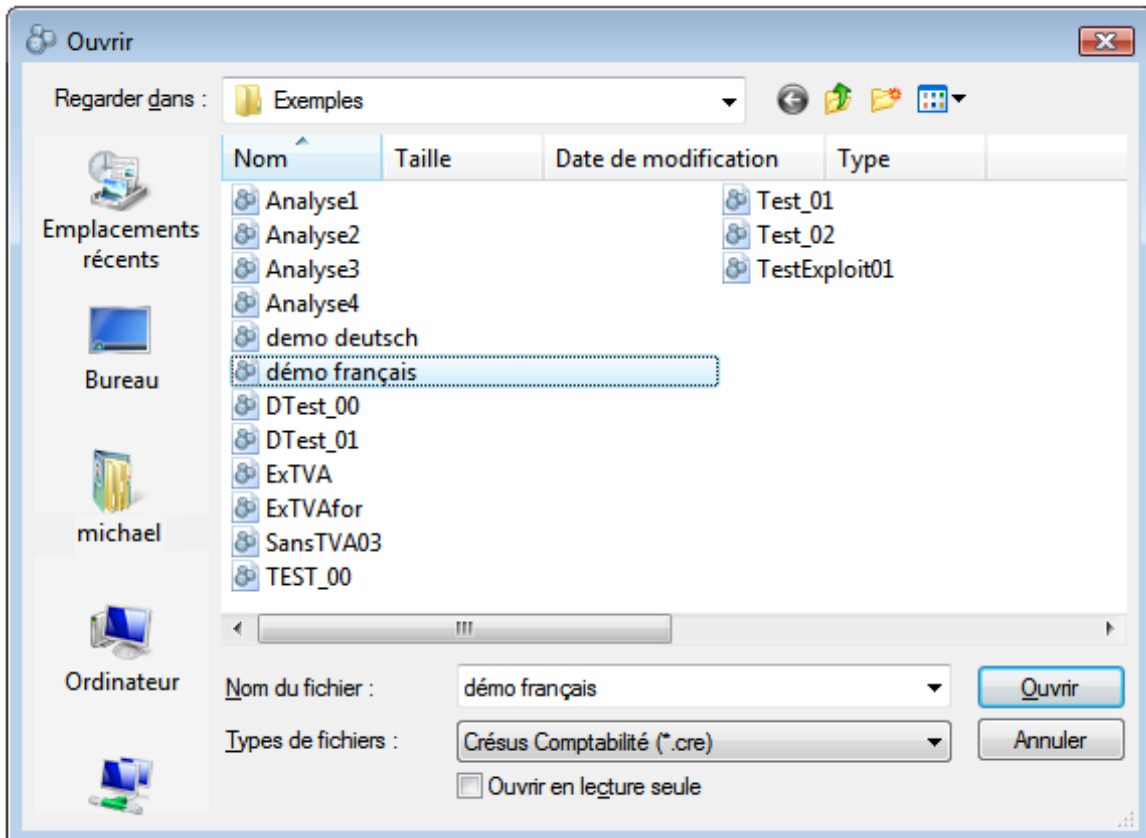 Ouvrir
Regarder dans :
Exemples
Nom Taille Date de modification Type
Emplacements
récents
Bureau
michael
Ordinateur
Analyse1
Analyse2
Analyse3
Analyse4
demo deutsch
démo français
DTest_00
DTest_01
ExTVA
ExTVAfor
SansTVA03
TEST_00
Test_01
Test_02
TestExploit01
Nom du fichier : démo français Ouvrir
Types de fichiers : Crésus Comptabilité (*.cre) Annuler
Ouvrir en lecture seule